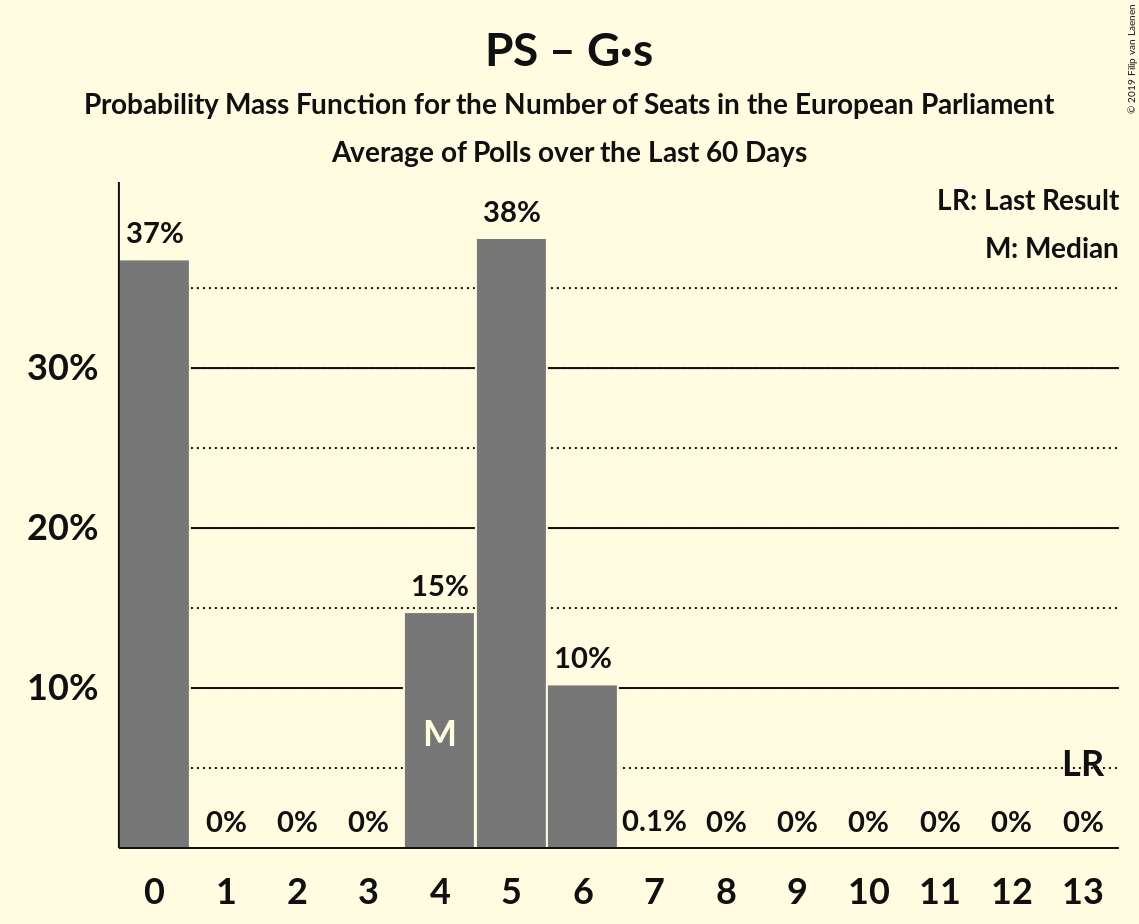 PS – G·s
Probability Mass Function for the Number of Seats in the European Parliament
Average of Polls over the Last 60 Days
© 2019 Filip van Laenen
LR: Last Result
M: Median
37%
38%
30%
20%
15%
10%
10%
M
LR
0%
0%
0%
0.1%
0%
0%
0%
0%
0%
0%
0 1 2 3 4 5 6 7 8 9 10 11 12 13